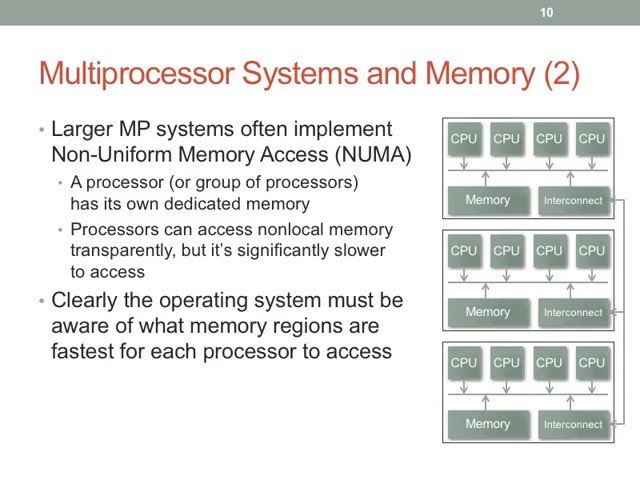 10
Multiprocessor Systems and Memory (2)
• Larger MP systems often implement
Non-Uniform Memory Access (NUMA)
• A processor (or group of processors)
has its own dedicated memory
• Processors can access nonlocal memory
transparently, but it's significantly slower
to access
• Clearly the operating system must be
aware of what memory regions are
fastest for each processor to access
CPU CPU CPU CPU
Memory Interconnect
CPU CPU CPU CPU
Memory Interconnect
CPU CPU CPU CPU
Memory Interconnect